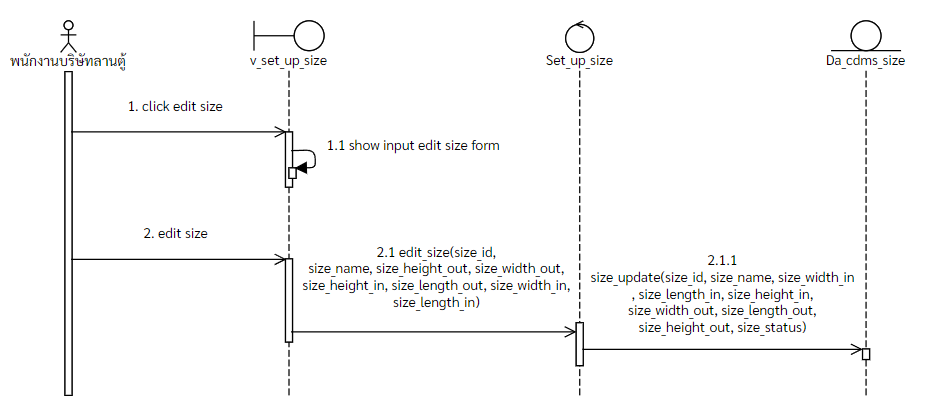 พนักงานบริษัทลานตู้
v_set_up_size
Set_up_size
Da_cdms_size
1. click edit size
1.1 show input edit size form
2. edit size
2.1 edit_size(size_id,
size_name, size_height_out, size_width_out,
size_height_in, size_length_out, size_width_in,
size_length_in)
2.1.1
size_update(size_id, size_name, size_width_in
, size_length_in, size_height_in,
size_width_out, size_length_out,
size_height_out, size_status)